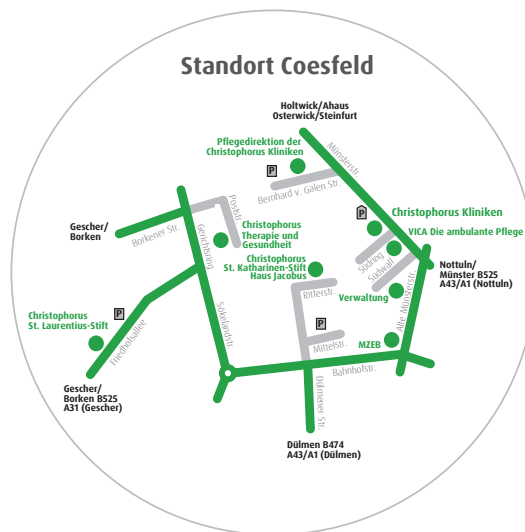 Standort Coesfeld
Holtwick/Ahaus
Osterwick/Steinfurt
Pflegedirektion der
Christophorus Kliniken
Münsterstr.
P
Bernhard v. Galen Str.
Poststr.
P
Christophorus Kliniken
Gescher/
Borken
Borkener Str.
Gerichtsring
Christophorus
Therapie und
Gesundheit
VICA Die ambulante Pflege
Südring
Südwall
Nottuln/
Münster B525
A43/A1 (Nottuln)
Christophorus
St. Katharinen-Stift
Haus Jacobus
Ritterstr.
Verwaltung
P
Christophorus
St. Laurentius-Stift
Friedhofsallee
Sökelandstr.
P
Mittelstr.
MZEB
Alte Münsterstr.
Bahnhofstr.
Gescher/
Borken B525
A31 (Gescher)
Dülmener Str.
Dülmen B474
A43/A1 (Dülmen)